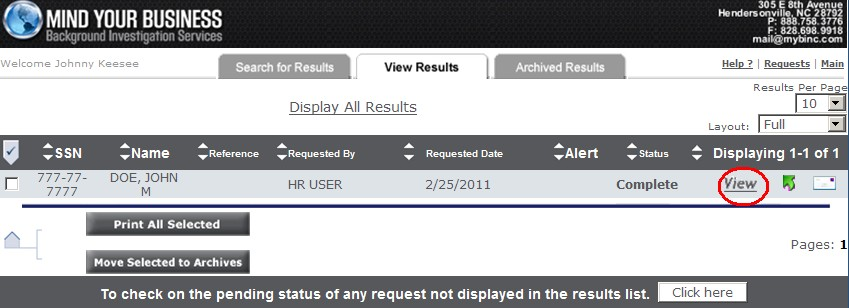 MIND YOUR BUSINESS
Background Investigation Services
305 E 8th Avenue
Hendersonville, NC 28792
P: 888.758.3776
F: 828.698.9918
mail@mybinc.com
Welcome Johnny Keesee
Search for Results
View Results
Archived Results
Help ? | Requests | Main
Results Per Page
10
Display All Results
Layout: Full
SSN Name Reference Requested By Requested Date Alert Status Displaying 1-1 of 1
777-77-
7777
DOE, JOHN
M
HR USER 2/25/2011 Complete View
Print All Selected
Move Selected to Archives
Pages: 1
To check on the pending status of any request not displayed in the results list. Click here